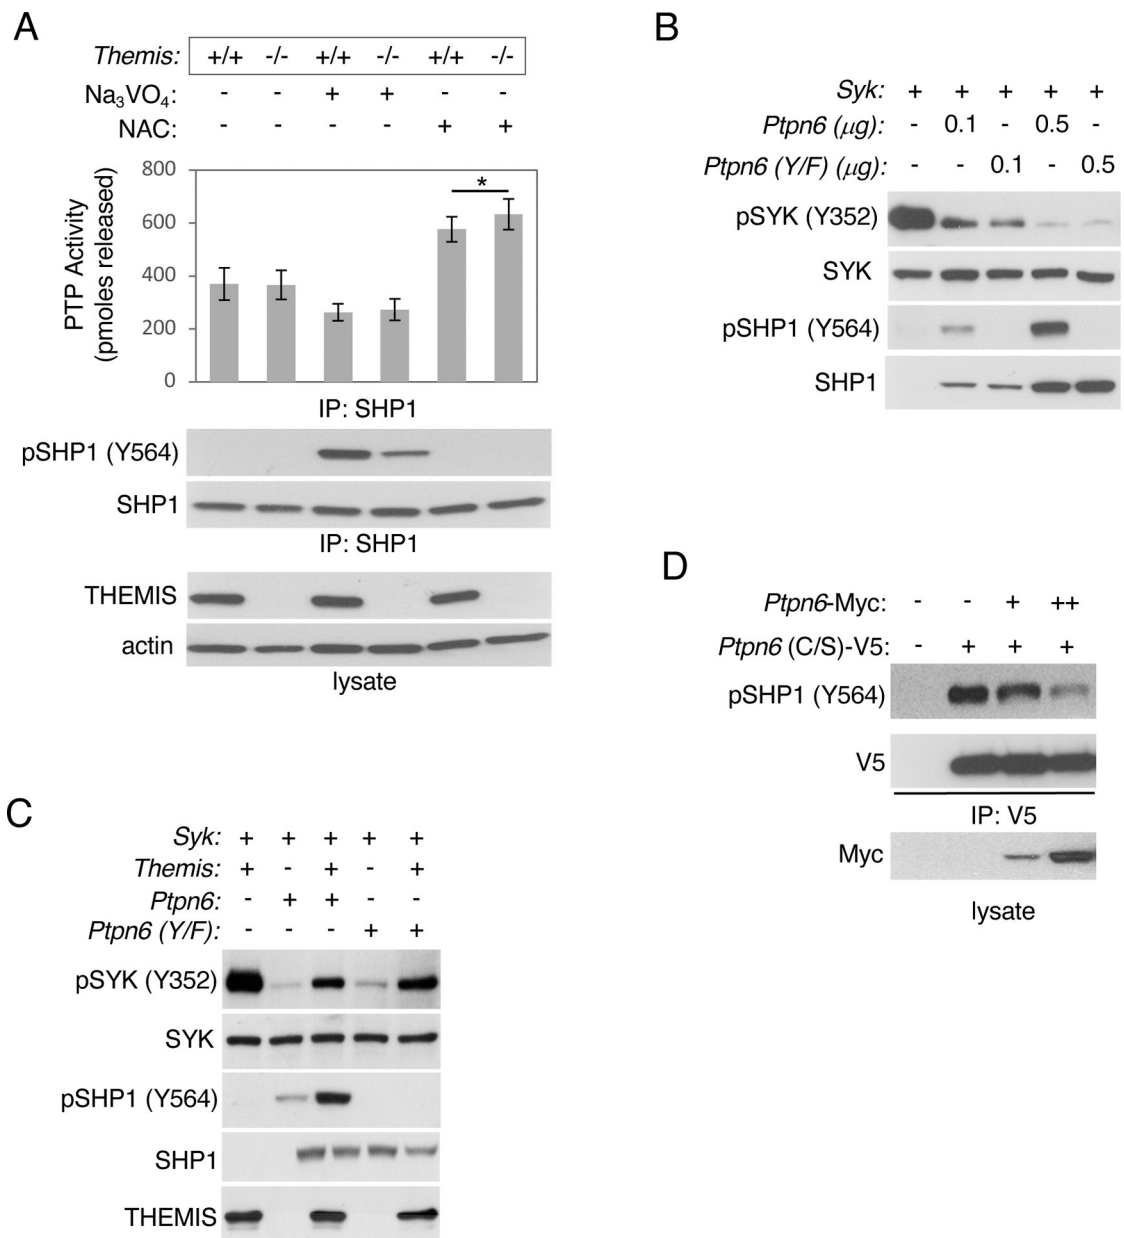 A
Themis: +/+ -/- +/+ -/- +/+ -/-
Na3VO4: - - + + - -
NAC: - - - - + +
800
600
400
200
0
PTP Activity
(pmoles released)
*
IP: SHP1
pSHP1 (Y564)
SHP1
IP: SHP1
THEMIS
actin
lysate
B
Syk: + + + + +
Ptpn6 (µg): - 0.1 - 0.5 -
Ptpn6 (Y/F) (µg): - - 0.1 - 0.5
pSYK (Y352)
SYK
pSHP1 (Y564)
SHP1
C
Syk: + + + + +
Themis: + - + - +
Ptpn6: - + + - -
Ptpn6 (Y/F): - - - + +
pSYK (Y352)
SYK
pSHP1 (Y564)
SHP1
THEMIS
D
Ptpn6-Myc: - - + ++
Ptpn6 (C/S)-V5: - + + +
pSHP1 (Y564)
V5
IP: V5
Myc
lysate